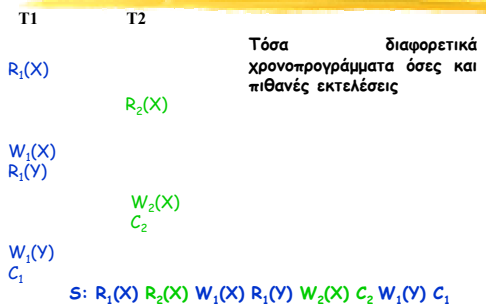 T1 T2
Τόσα διαφορετικά
χρονοπρογράμματα όσες και
πιθανές εκτελέσεις
R₁(X)
R₂(X)
W₁(X)
R₁(Y)
W₂(X)
C₂
W₁(Y)
C₁
S: R₁(X) R₂(X) W₁(X) R₁(Y) W₂(X) C₂ W₁(Y) C₁